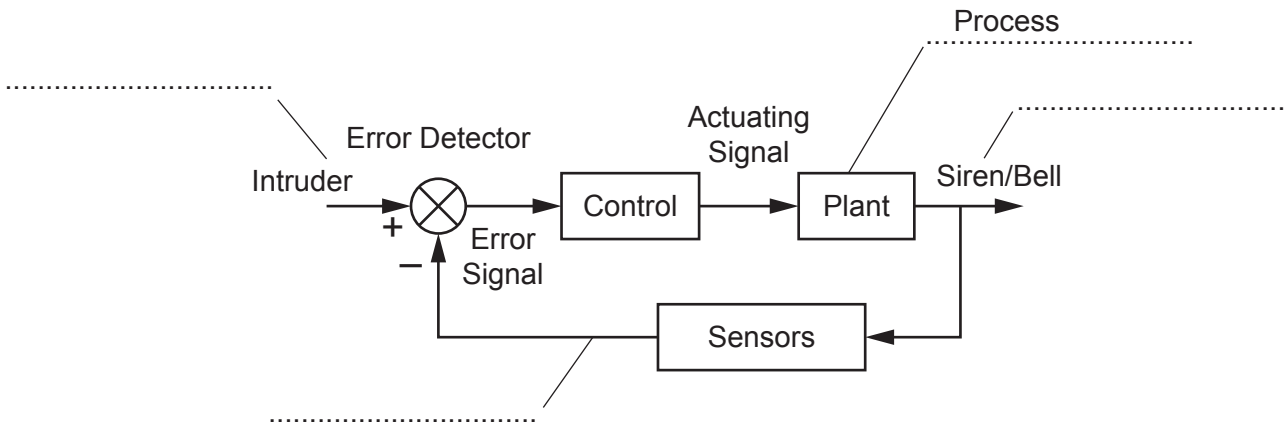 Process
Actuating
Signal
Error Detector
Intruder
Siren/Bell
Control
Plant
+
Error
Signal
–
Sensors